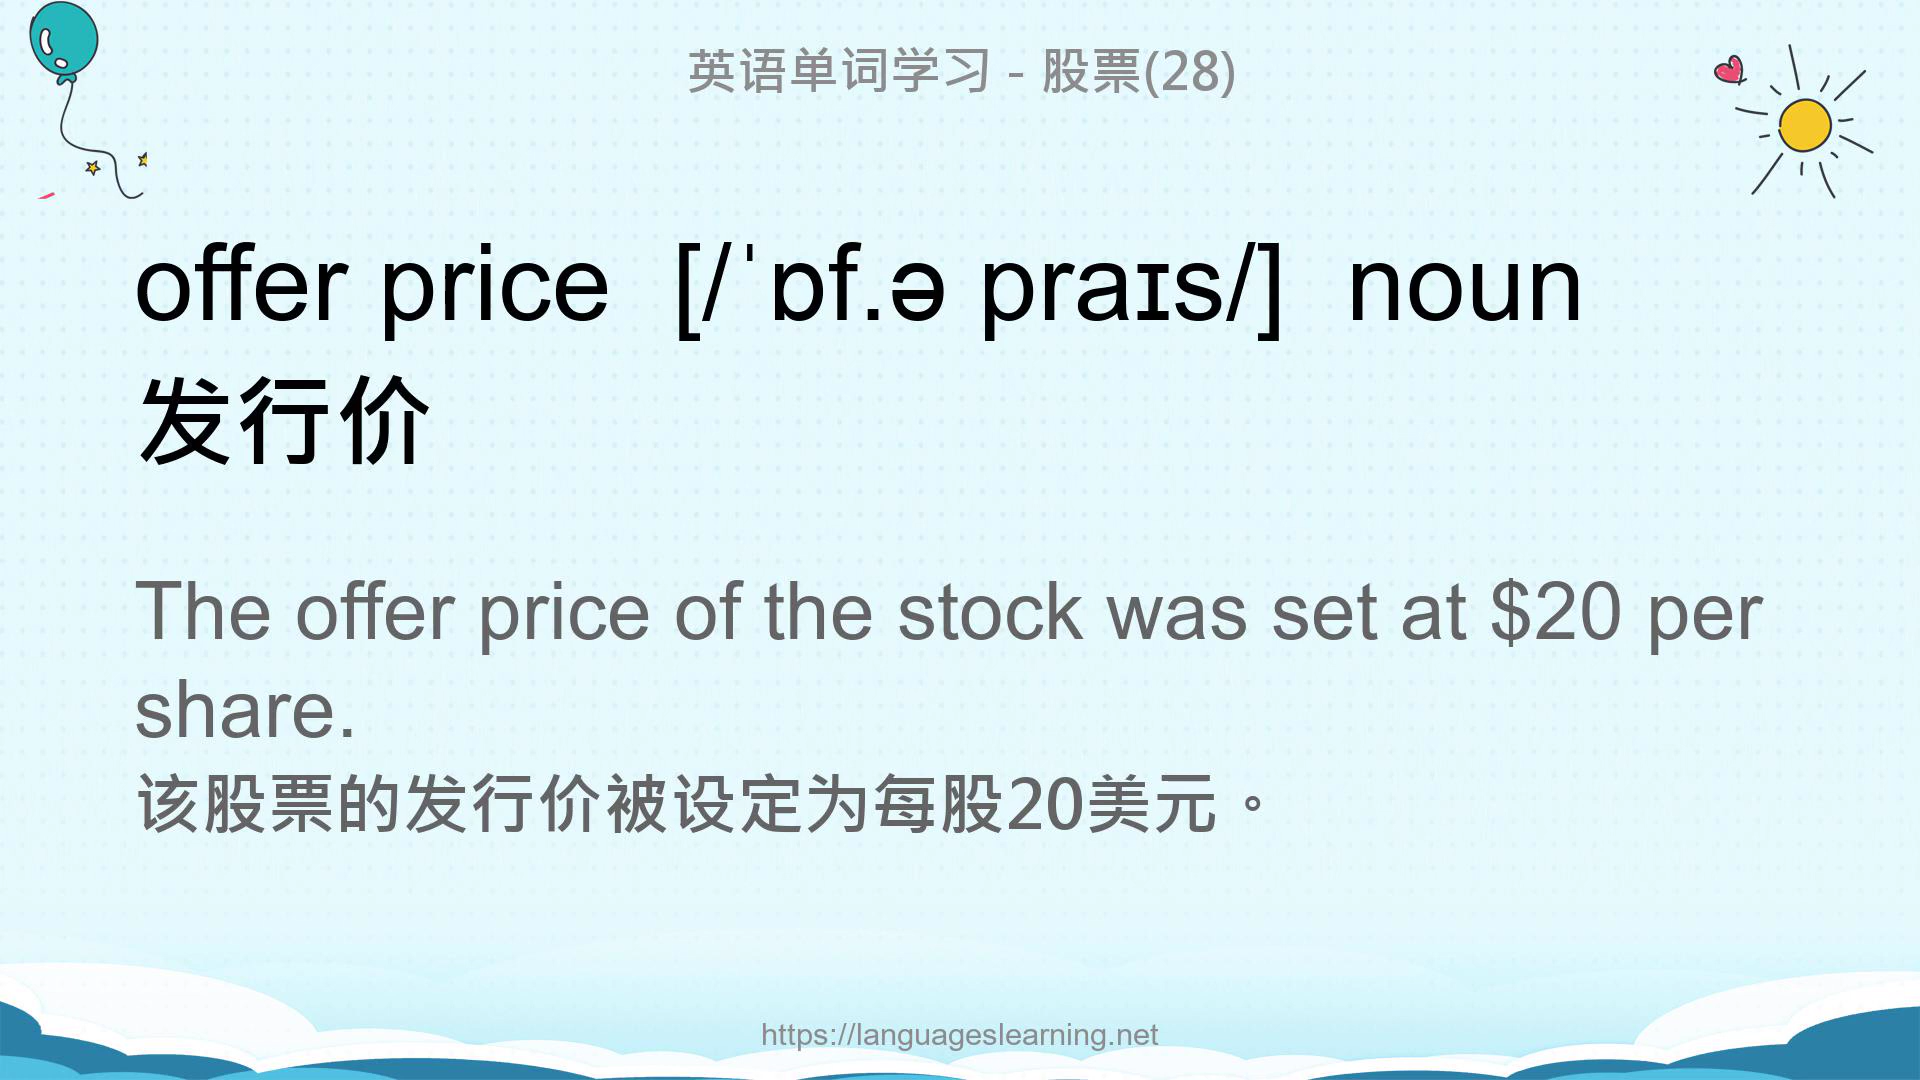 英语单词学习 - 股票(28)
offer price  [/ˈɒf.ə praɪs/]  noun
发行价
The offer price of the stock was set at $20 per
share.
该股票的发行价被设定为每股20美元。
https://languageslearning.net